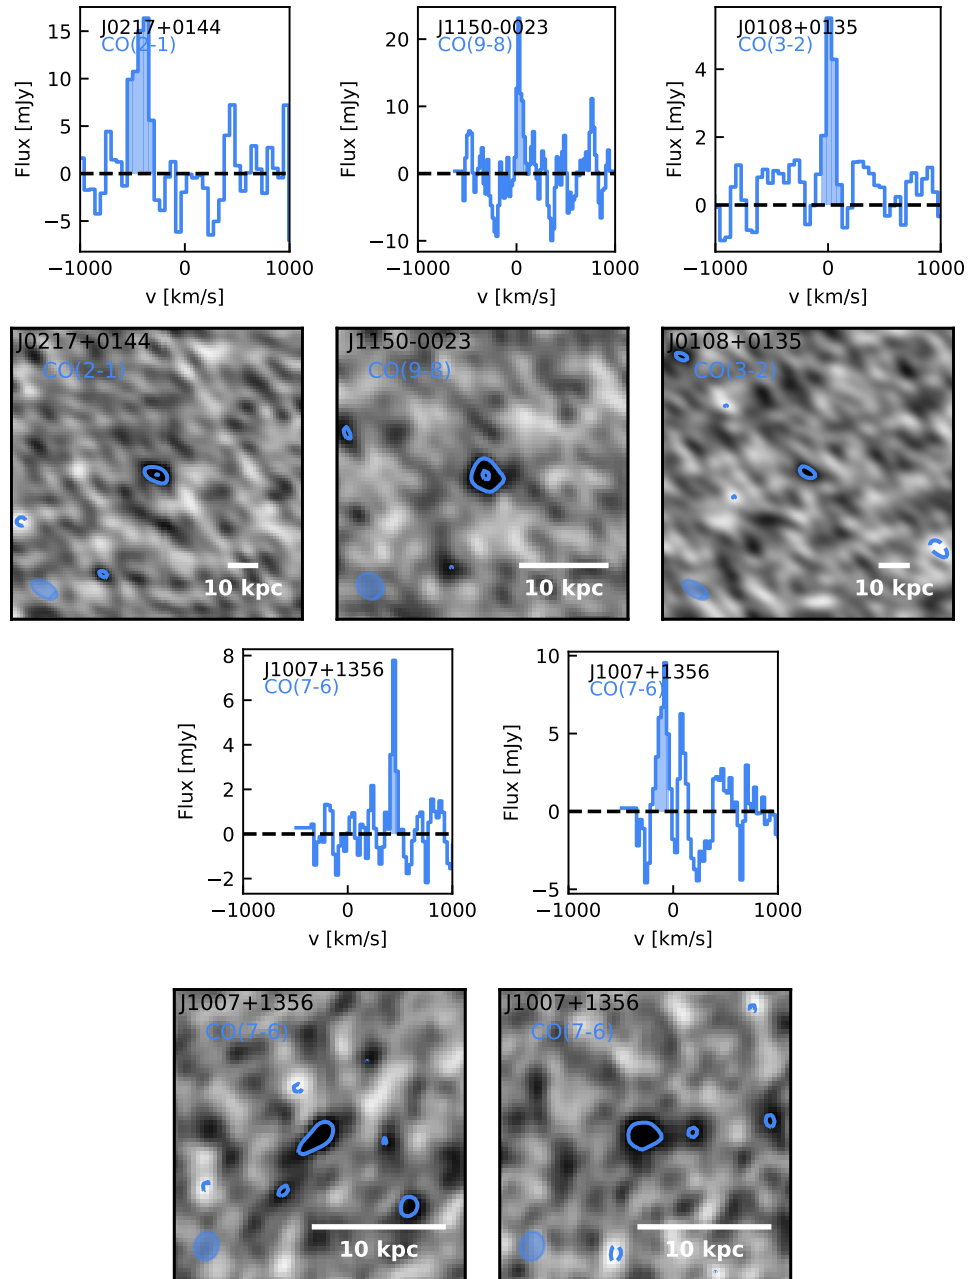 J0217+0144
CO(2-1)
15
10
5
0
−5
Flux [mJy]
−1000 0 1000
v [km/s]
J1150-0023
CO(9-8)
20
10
0
−10
Flux [mJy]
−1000 0 1000
v [km/s]
J0108+0135
CO(3-2)
4
2
0
Flux [mJy]
−1000 0 1000
v [km/s]
J0217+0144
CO(2-1)
10 kpc
J1150-0023
CO(9-8)
10 kpc
J0108+0135
CO(3-2)
10 kpc
J1007+1356
CO(7-6)
8
6
4
2
0
−2
Flux [mJy]
−1000 0 1000
v [km/s]
J1007+1356
CO(7-6)
10
5
0
−5
Flux [mJy]
−1000 0 1000
v [km/s]
J1007+1356
CO(7-6)
10 kpc
J1007+1356
CO(7-6)
10 kpc